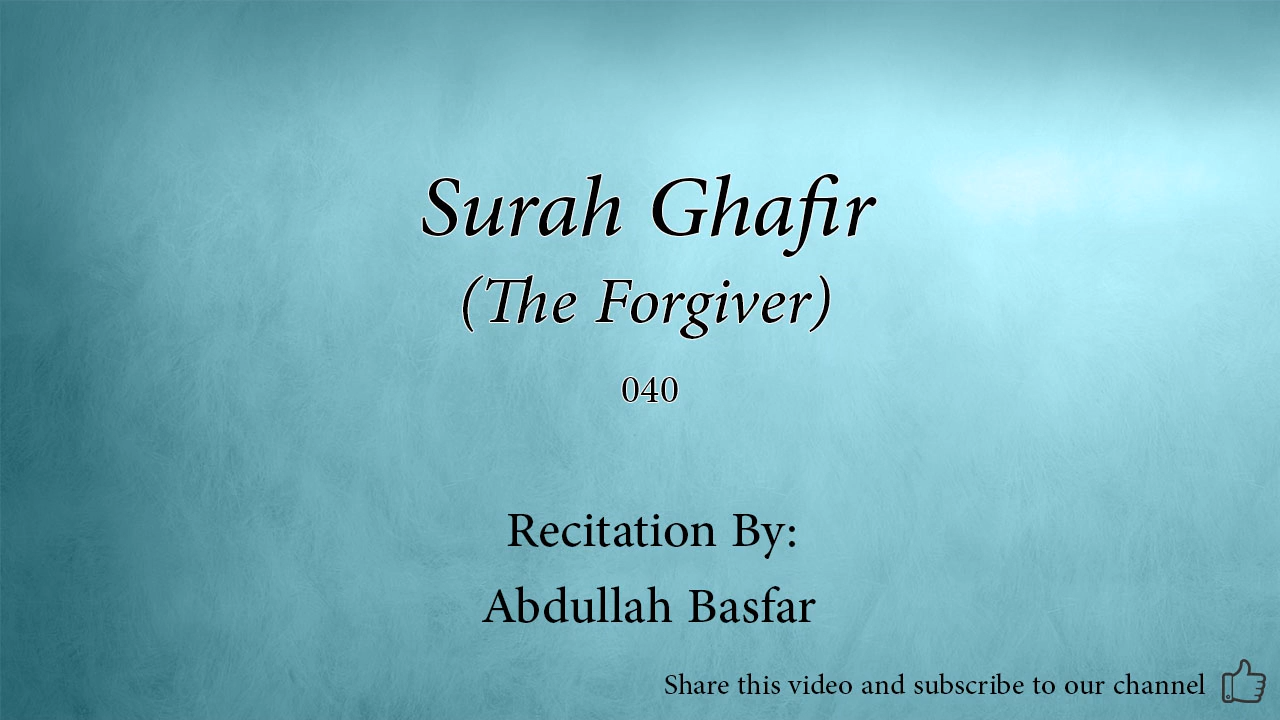 Surah Ghafir
(The Forgiver)
040
Recitation By:
Abdullah Basfar
Share this video and subscribe to our channel